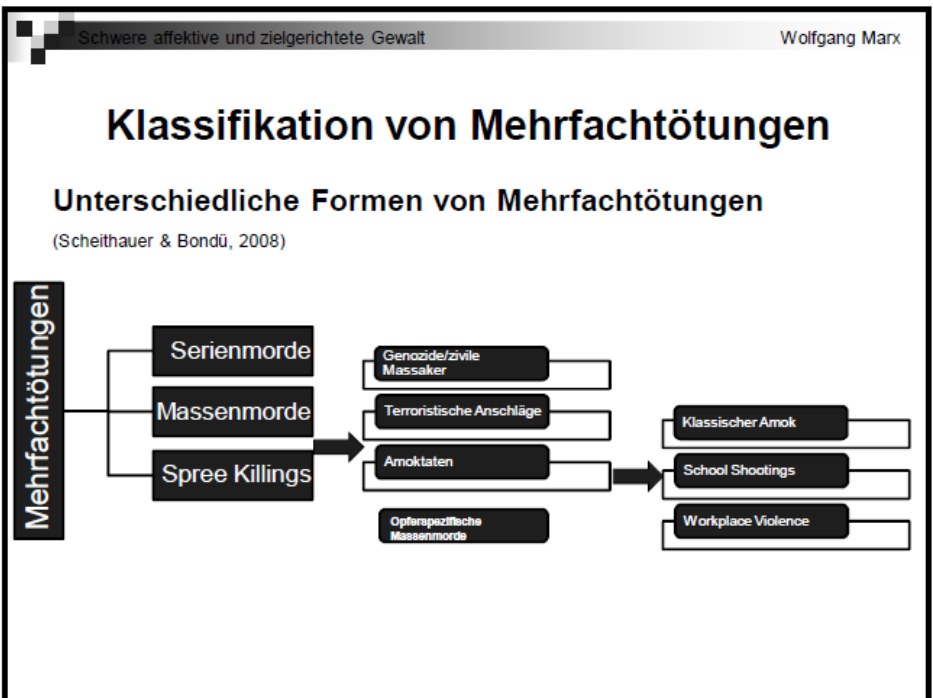 Schwere affektive und zielgerichtete Gewalt
Wolfgang Marx
Klassifikation von Mehrfachtötungen
Unterschiedliche Formen von Mehrfachtötungen
(Scheithauer & Bondü, 2008)
Mehrfachtötungen
Serienmorde
Massenmorde
Spree Killings
Genozide/zivile
Massaker
Terroristische Anschläge
Amoktaten
Opferspezifische
Massenmorde
Klassischer Amok
School Shootings
Workplace Violence